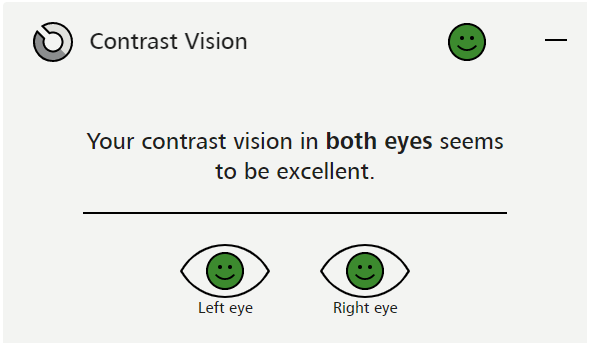 Contrast Vision
Your contrast vision in both eyes seems
to be excellent.
Left eye
Right eye